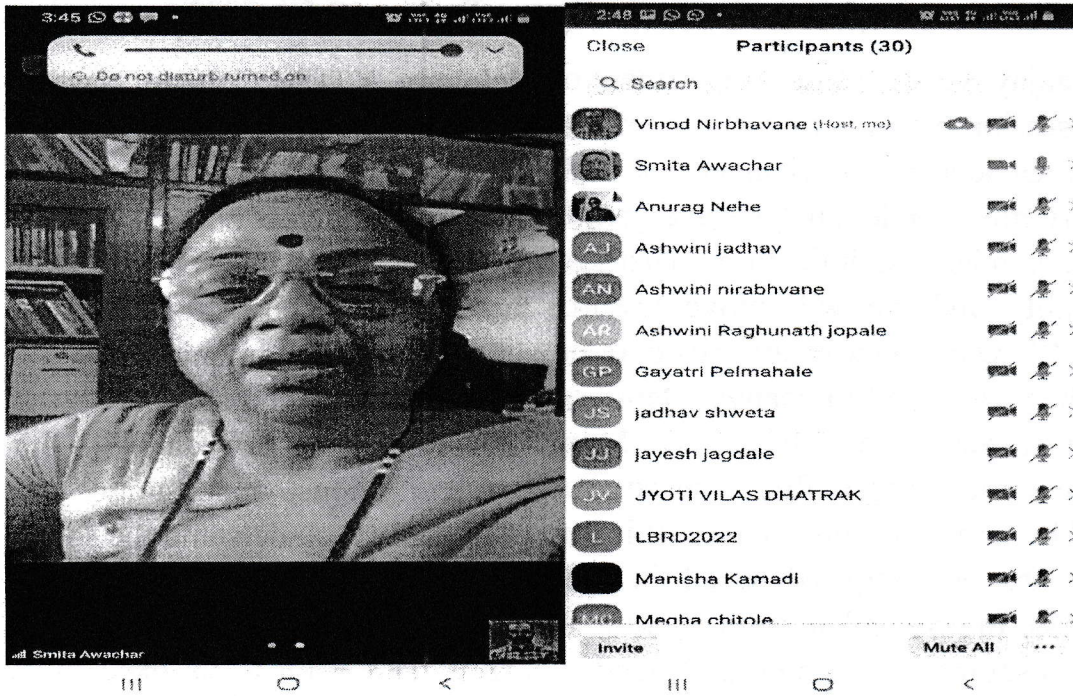 3:45
Do not disturb turned on
Smita Awachar
2:48
Close Participants (30)
Search
Vinod Nirbhavane (Host, me)
Smita Awachar
Anurag Nehe
AJ Ashwini jadhav
AN Ashwini nirabhvane
AR Ashwini Raghunath jopale
GP Gayatri Pelmahale
JS jadhav shweta
JJ jayesh jagdale
JV JYOTI VILAS DHATRAK
L LBRD2022
Manisha Kamadi
MC Megha chitole
Invite Mute All